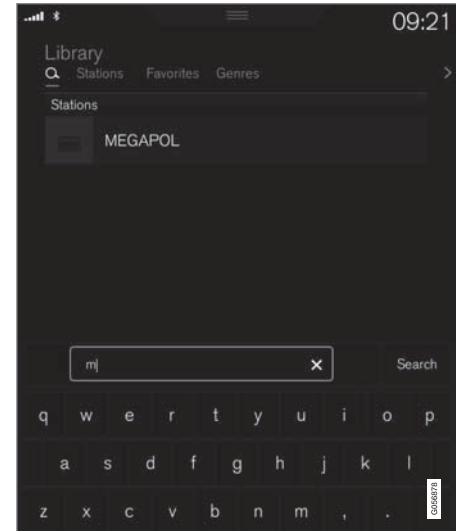 09:21
Library
Stations Favorites Genres
Stations
MEGAPOL
m
Search
q w e r t y u i o p
a s d f g h j k l
z x c v b n m , .
G056878